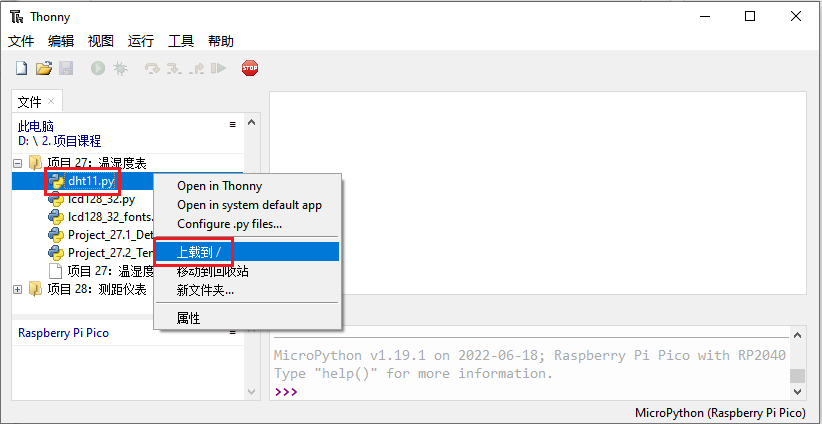 Thonny
文件 编辑 视图 运行 工具 帮助
STOP
文件 ×
此电脑
D: \ 2. 项目课程
项目 27：温湿度表
dht11.py
lcd128_32.py
lcd128_32_fonts.
Project_27.1_Det
Project_27.2_Ten
项目 27：温湿度
项目 28：测距仪表
Open in Thonny
Open in system default app
Configure .py files...
上载到 /
移动到回收站
新文件夹...
属性
Raspberry Pi Pico
MicroPython v1.19.1 on 2022-06-18; Raspberry Pi Pico with RP2040
Type "help()" for more information.
>>>
MicroPython (Raspberry Pi Pico)